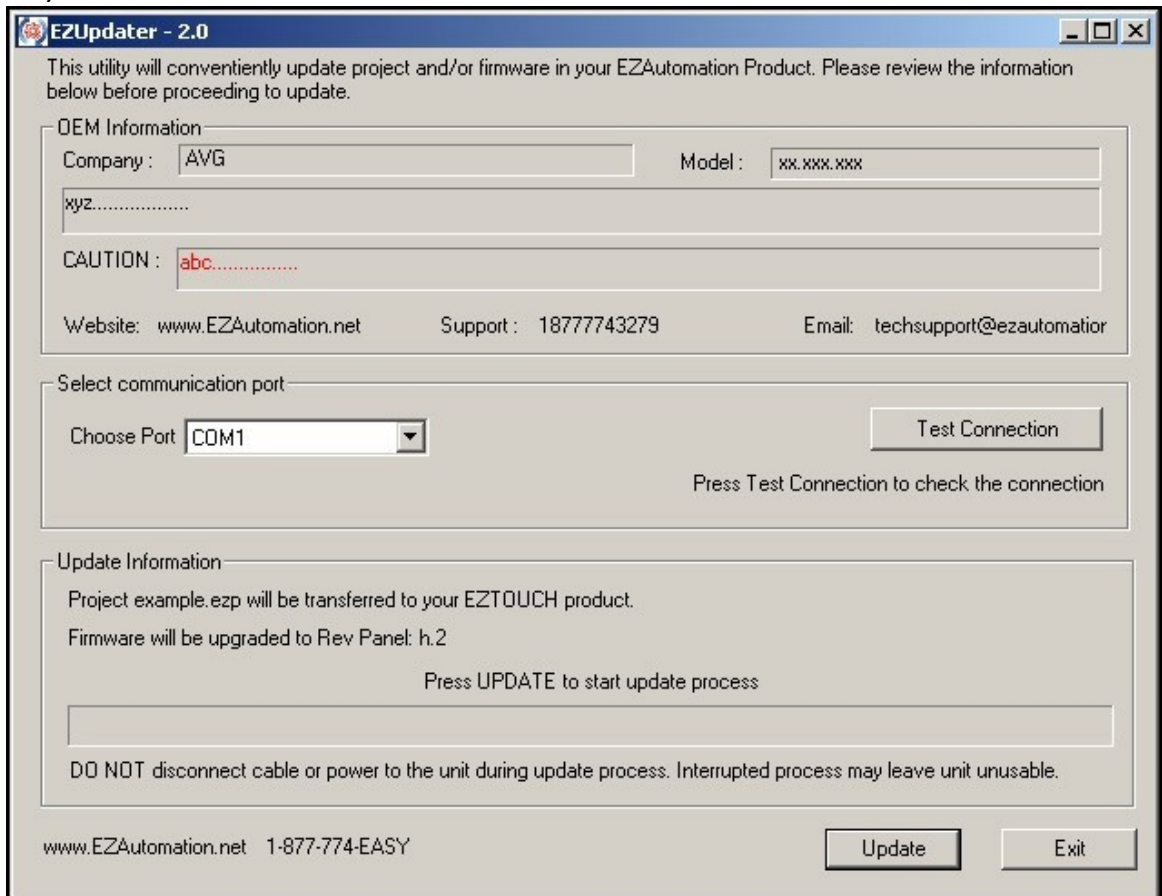 EZUpdater - 2.0
This utility will conventiently update project and/or firmware in your EZAutomation Product. Please review the information
below before proceeding to update.
OEM Information
Company : AVG Model : xx.xxx.xxx
xyz..................
CAUTION : abc...............
Website: www.EZAutomation.net Support : 18777743279 Email: techsupport@ezautomatior
Select communication port
Choose Port COM1 Test Connection
Press Test Connection to check the connection
Update Information
Project example.ezp will be transferred to your EZTOUCH product.
Firmware will be upgraded to Rev Panel: h.2
Press UPDATE to start update process
DO NOT disconnect cable or power to the unit during update process. Interrupted process may leave unit unusable.
www.EZAutomation.net 1-877-774-EASY Update Exit